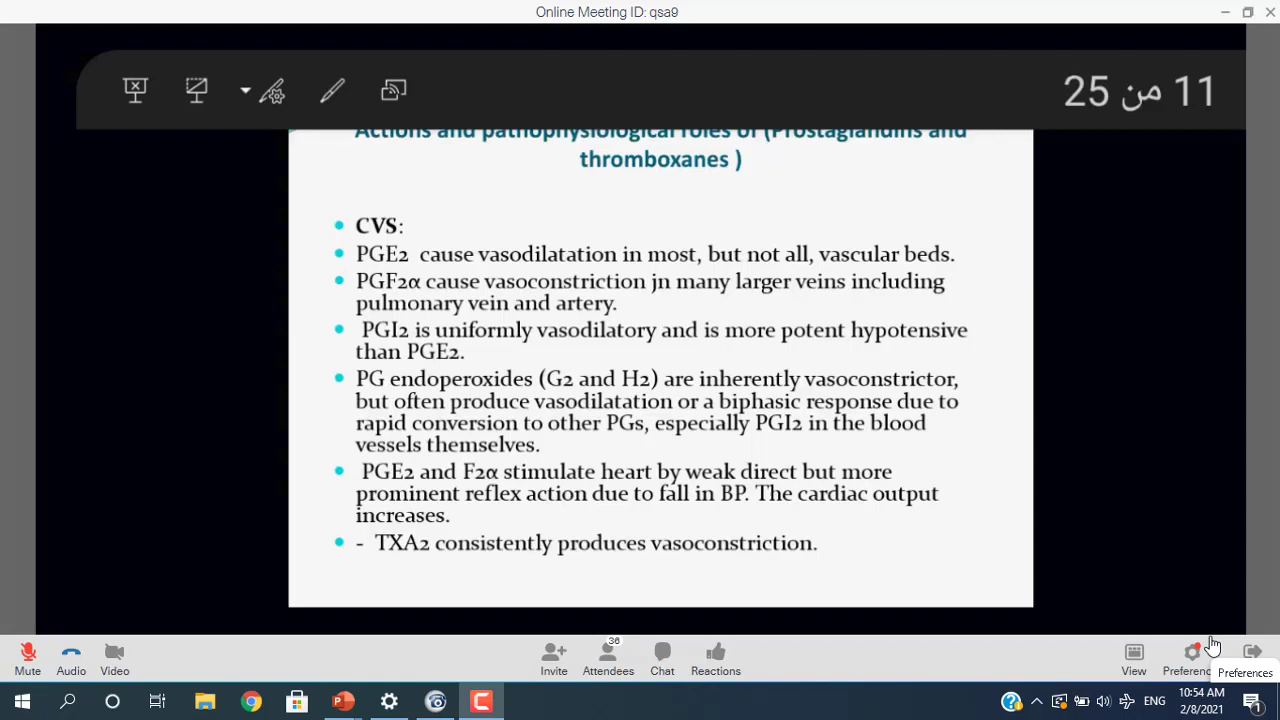 Online Meeting ID: qsa9
11 من 25
Actions and pathophysiological roles of (Prostaglandins and
thromboxanes )
CVS:
PGE2 cause vasodilatation in most, but not all, vascular beds.
PGF2α cause vasoconstriction jn many larger veins including
pulmonary vein and artery.
PGI2 is uniformly vasodilatory and is more potent hypotensive
than PGE2.
PG endoperoxides (G2 and H2) are inherently vasoconstrictor,
but often produce vasodilatation or a biphasic response due to
rapid conversion to other PGs, especially PGI2 in the blood
vessels themselves.
PGE2 and F2α stimulate heart by weak direct but more
prominent reflex action due to fall in BP. The cardiac output
increases.
- TXA2 consistently produces vasoconstriction.
36
Mute Audio Video Invite Attendees Chat Reactions View Preferenc
Preferences
ENG
10:54 AM
2/8/2021
1